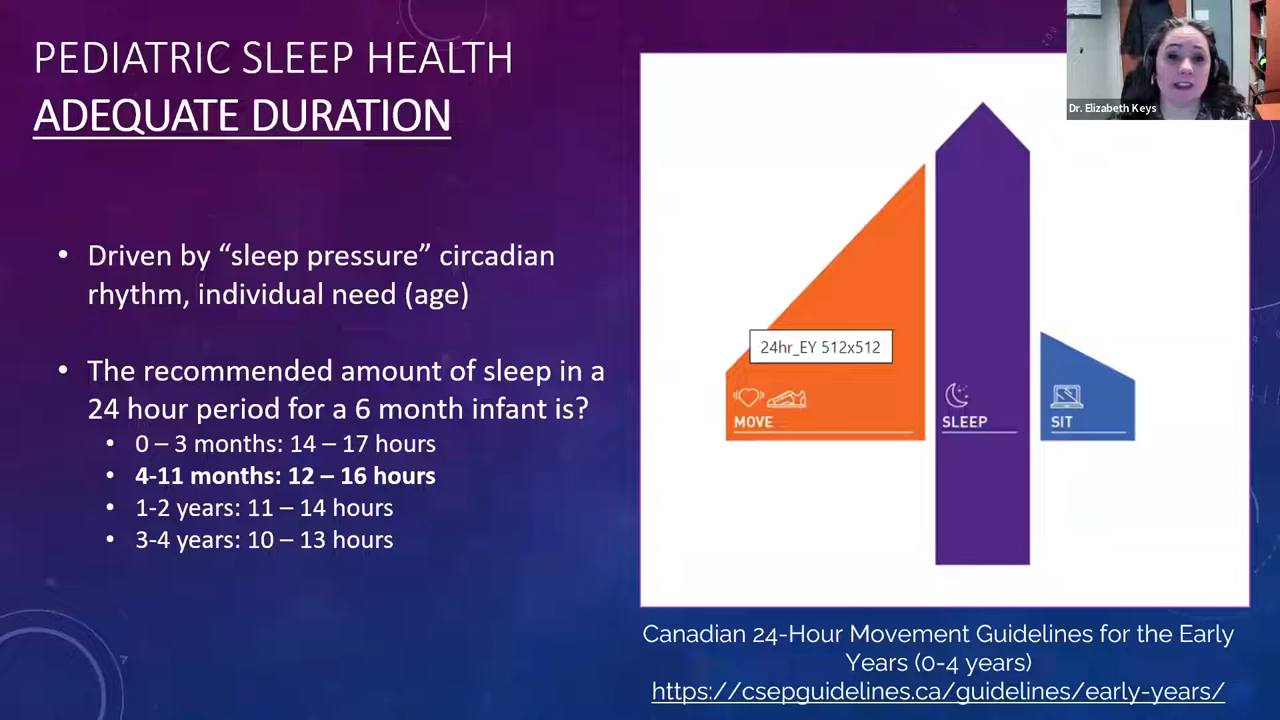 PEDIATRIC SLEEP HEALTH
ADEQUATE DURATION
• Driven by “sleep pressure” circadian
rhythm, individual need (age)
• The recommended amount of sleep in a
24 hour period for a 6 month infant is?
• 0 – 3 months: 14 – 17 hours
• 4-11 months: 12 – 16 hours
• 1-2 years: 11 – 14 hours
• 3-4 years: 10 – 13 hours
Dr. Elizabeth Keys
24hr_EY 512x512
MOVE
SLEEP
SIT
Canadian 24-Hour Movement Guidelines for the Early
Years (0-4 years)
https://csepguidelines.ca/guidelines/early-years/